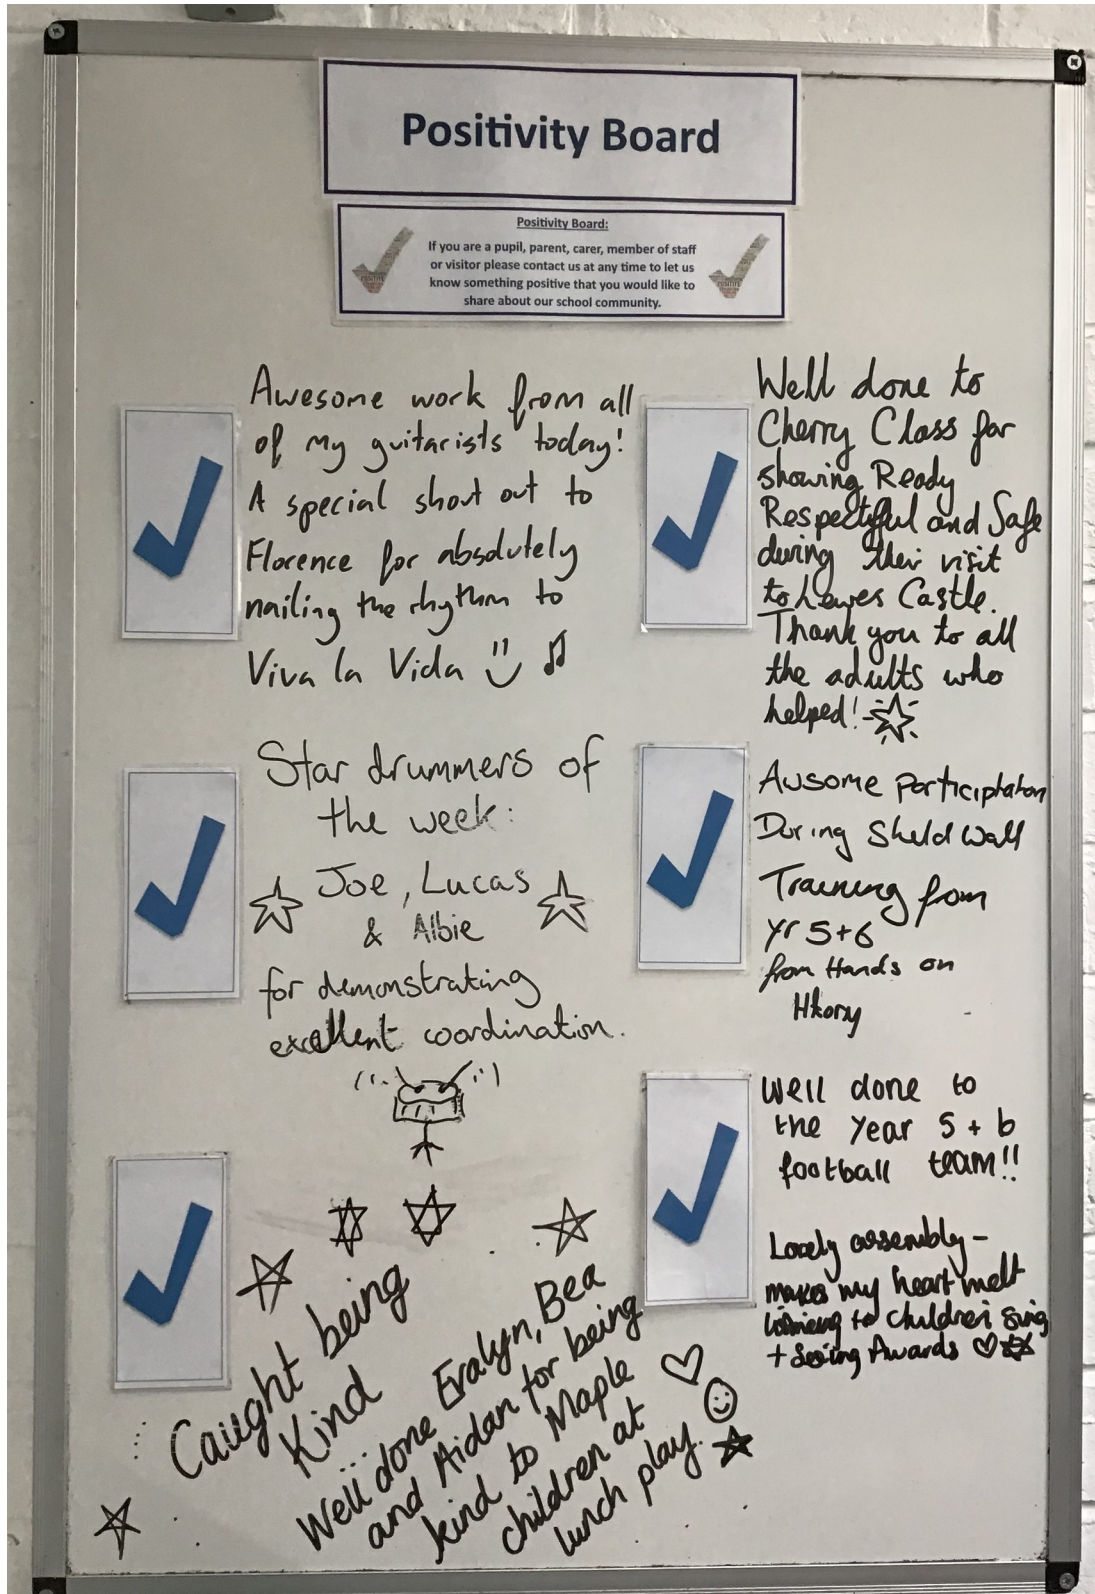 Positivity Board
Positivity Board:
If you are a pupil, parent, carer, member of staff
or visitor please contact us at any time to let us
know something positive that you would like to
share about our school community.
Awesome work from all
of my guitarists today!
A special shout out to
Florence for absolutely
nailing the rhythm to
Viva la Vida
Well done to
Cherry Class for
showing Ready
Respectful and Safe
during their visit
to Lewes Castle.
Thank you to all
the adults who
helped!
Star drummers of
the week:
Joe, Lucas
& Albie
for demonstrating
excellent coordination.
Ausome participtation
During Sheild wall
Training from
yr 5+6
from Hands on
History
Well done to
the Year 5 + 6
football team!!
Lovely assembly -
makes my heart melt
listening to children sing
+ seeing Awards
Caught being
Kind
...
Well done Evalyn, Bea
and Aidan for being
kind to Maple
children at
lunch play.